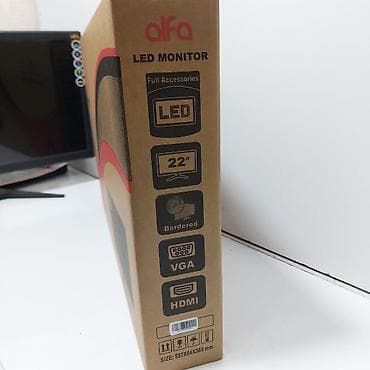 alfa
LED MONITOR
Full Accessories
LED
22"
Bordered
VGA
HDMI